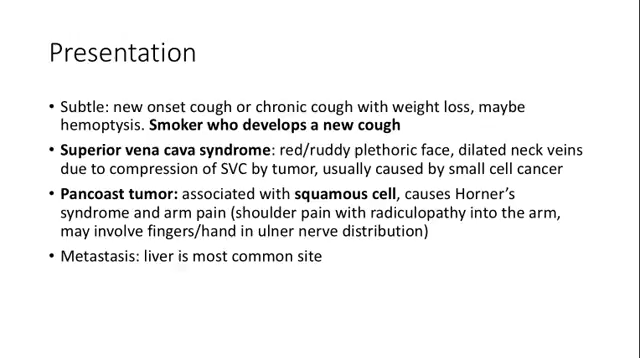 Presentation
• Subtle: new onset cough or chronic cough with weight loss, maybe
hemoptysis. Smoker who develops a new cough
• Superior vena cava syndrome: red/ruddy plethoric face, dilated neck veins
due to compression of SVC by tumor, usually caused by small cell cancer
• Pancoast tumor: associated with squamous cell, causes Horner's
syndrome and arm pain (shoulder pain with radiculopathy into the arm,
may involve fingers/hand in ulner nerve distribution)
• Metastasis: liver is most common site